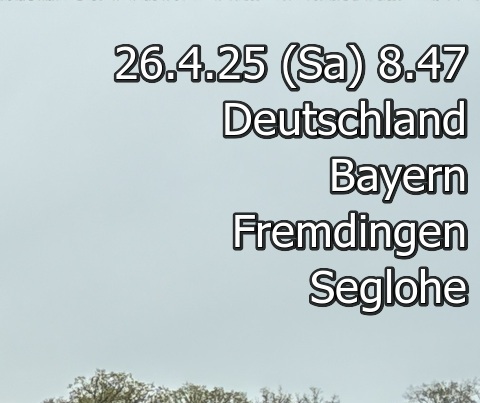 26.4.25 (Sa) 8.47
Deutschland
Bayern
Fremdingen
Seglohe